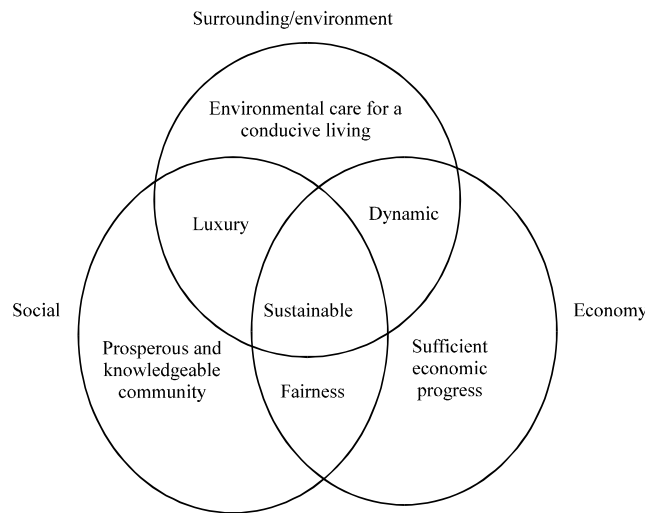 Surrounding/environment
Environmental care for a
conducive living
Luxury
Dynamic
Social
Sustainable
Economy
Prosperous and
knowledgeable
community
Sufficient
economic
progress
Fairness